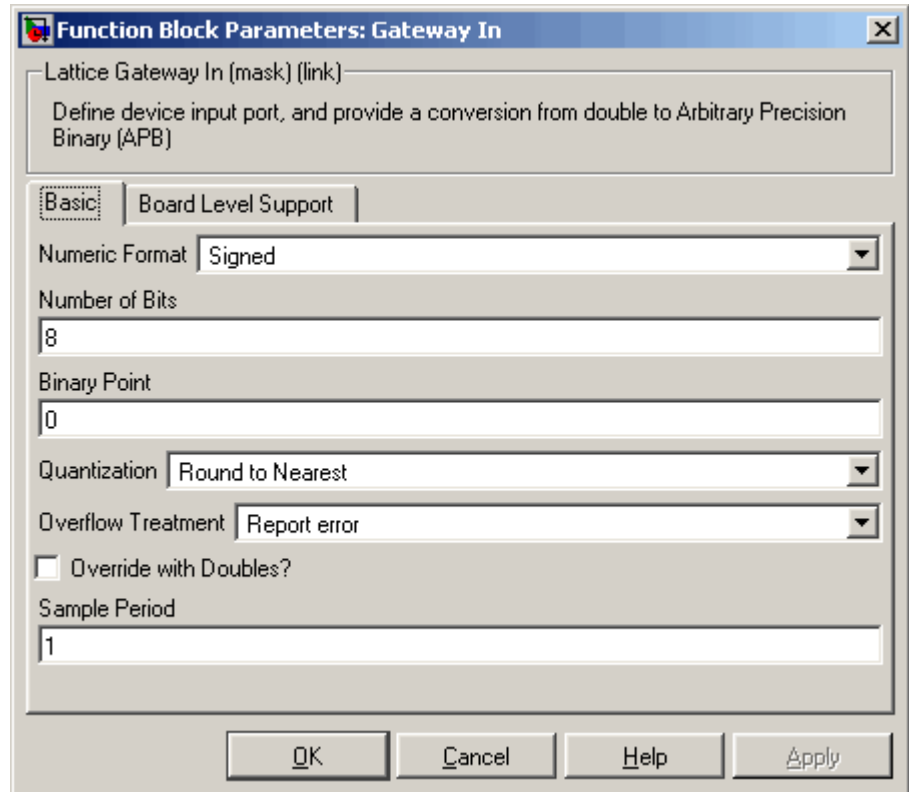 Function Block Parameters: Gateway In
Lattice Gateway In (mask) (link)
Define device input port, and provide a conversion from double to Arbitrary Precision
Binary (APB)
Basic Board Level Support
Numeric Format Signed
Number of Bits
8
Binary Point
0
Quantization Round to Nearest
Overflow Treatment Report error
Override with Doubles?
Sample Period
1
OK Cancel Help Apply